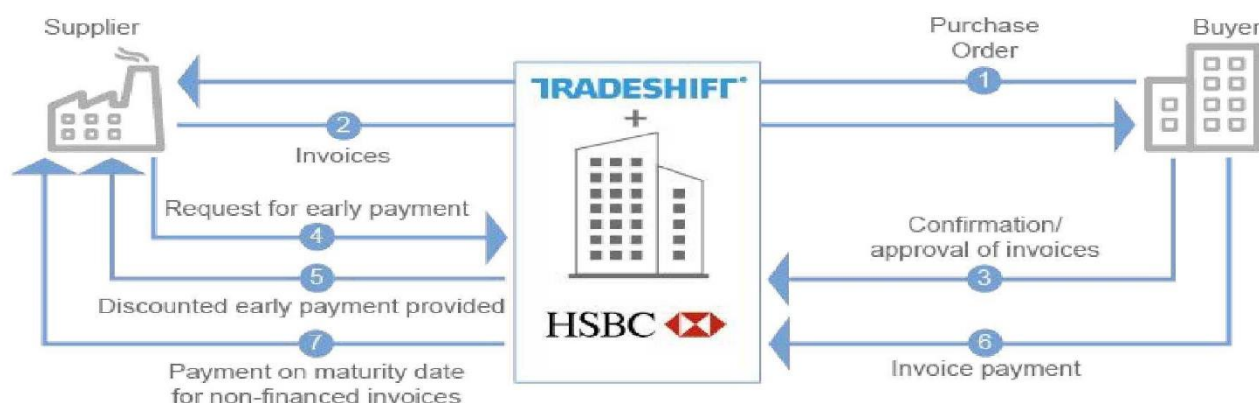 Supplier
Purchase
Order
Buyer
1
TRADESHIFT®
+
2
Invoices
Request for early payment
4
Confirmation/
approval of invoices
3
5
Discounted early payment provided
HSBC
7
6
Payment on maturity date
for non-financed invoices
Invoice payment